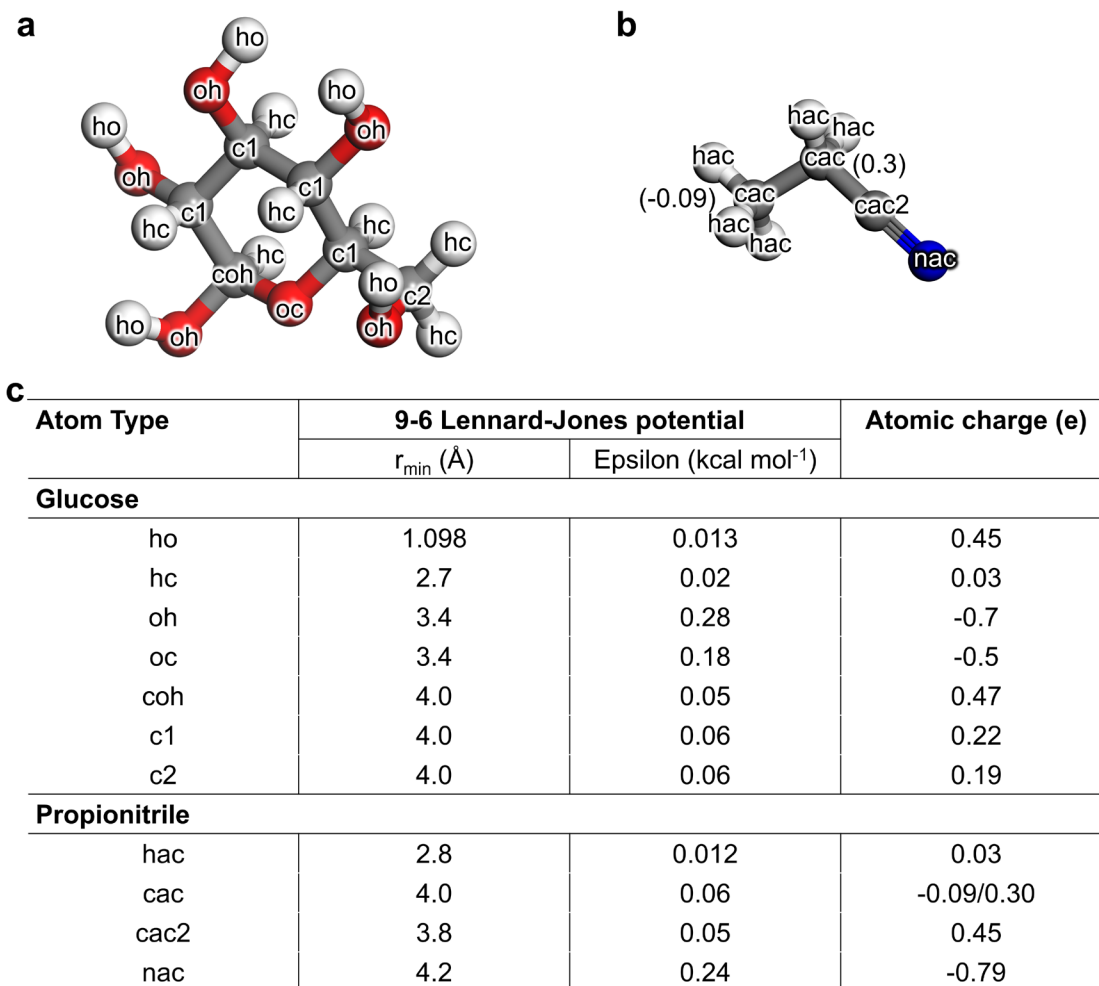 a
b
ho
oh
ho
hc
ho
oh
c1
oh
c1
hc
c1
hc
hc
hc
c1
hc
coh
ho
c2
oc
ho
oh
oh
hc
hac
hac
hac
cac
(0.3)
(-0.09)
cac
cac2
hac
hac
nac
c
Atom Type 9-6 Lennard-Jones potential Atomic charge (e)
rmin (Å) Epsilon (kcal mol-1)
Glucose
ho 1.098 0.013 0.45
hc 2.7 0.02 0.03
oh 3.4 0.28 -0.7
oc 3.4 0.18 -0.5
coh 4.0 0.05 0.47
c1 4.0 0.06 0.22
c2 4.0 0.06 0.19
Propionitrile
hac 2.8 0.012 0.03
cac 4.0 0.06 -0.09/0.30
cac2 3.8 0.05 0.45
nac 4.2 0.24 -0.79